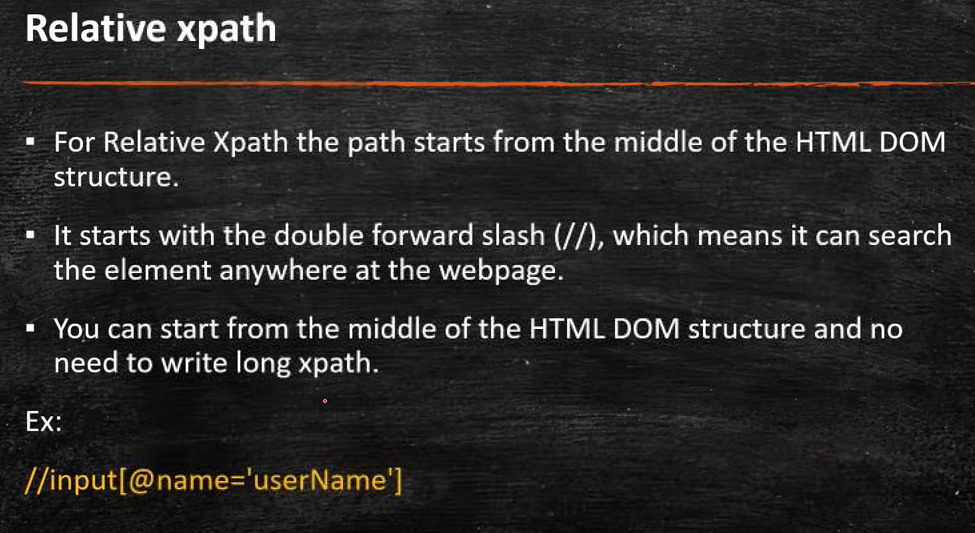 Relative xpath
▪ For Relative Xpath the path starts from the middle of the HTML DOM
structure.
▪ It starts with the double forward slash (//), which means it can search
the element anywhere at the webpage.
▪ You can start from the middle of the HTML DOM structure and no
need to write long xpath.
Ex:
//input[@name='userName']